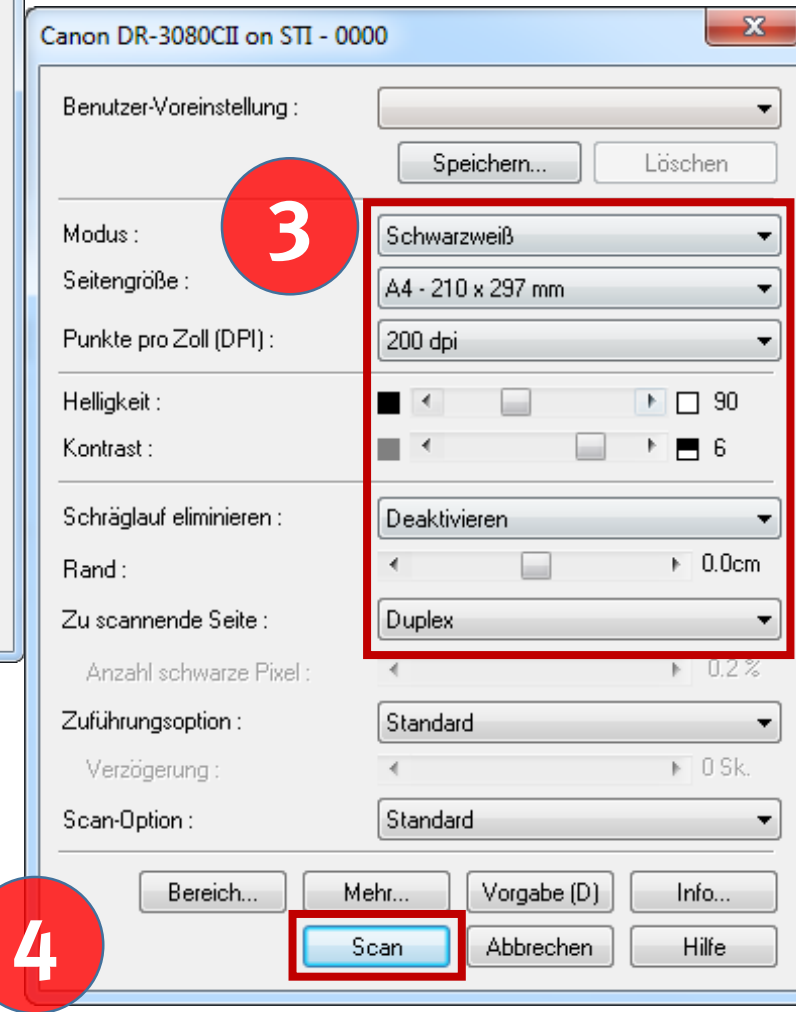 Canon DR-3080CII on STI - 0000
Benutzer-Voreinstellung :
Speichern... Löschen
3
Modus : Schwarzweiß
Seitengröße : A4 - 210 x 297 mm
Punkte pro Zoll (DPI) : 200 dpi
Helligkeit : 90
Kontrast : 6
Schräglauf eliminieren : Deaktivieren
Rand : 0.0cm
Zu scannende Seite : Duplex
Anzahl schwarze Pixel : 0.2 %
Zuführungsoption : Standard
Verzögerung : 0 Sk.
Scan-Option : Standard
Bereich... Mehr... Vorgabe (D) Info...
4
Scan Abbrechen Hilfe